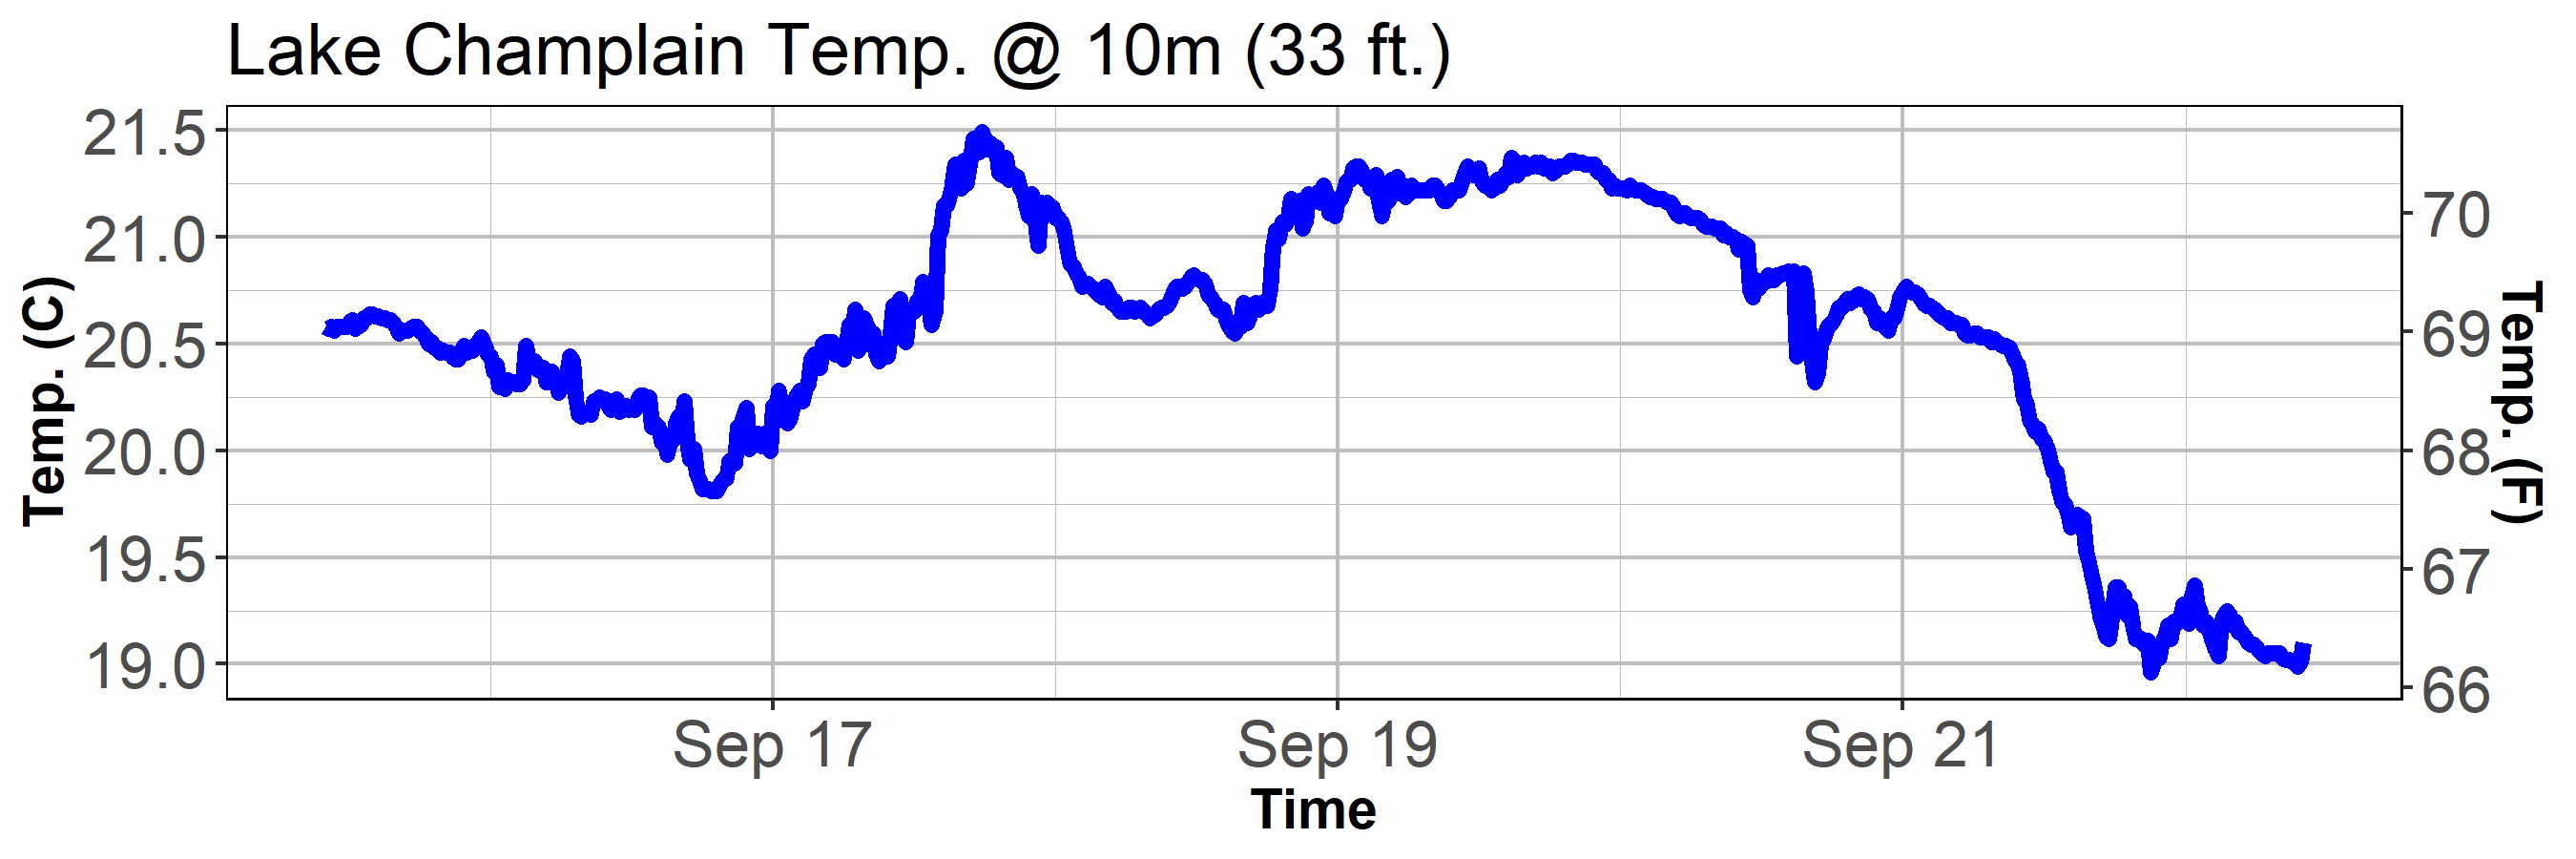 Lake Champlain Temp. @ 10m (33 ft.)
Temp. (C)
21.5
21.0
20.5
20.0
19.5
19.0
70
69
68
67
66
Temp. (F)
Sep 17
Sep 19
Sep 21
Time